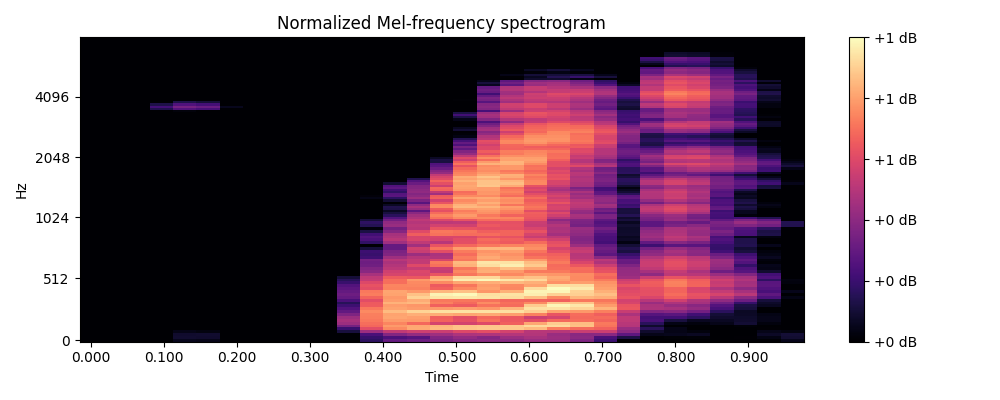 Normalized Mel-frequency spectrogram
Hz
4096
2048
1024
512
0
0.000 0.100 0.200 0.300 0.400 0.500 0.600 0.700 0.800 0.900
Time
+1 dB
+1 dB
+1 dB
+0 dB
+0 dB
+0 dB